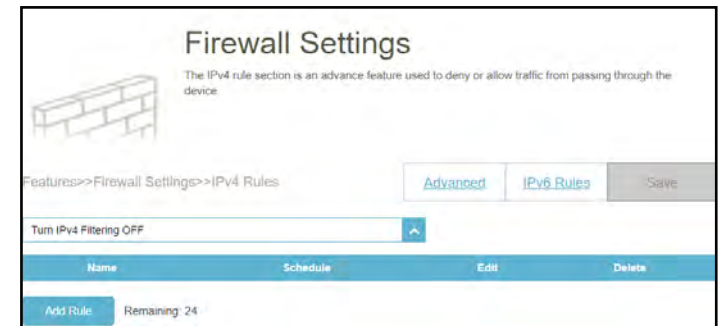 Firewall Settings
The IPv4 rule section is an advance feature used to deny or allow traffic from passing through the
device.
Features>>Firewall Settings>>IPv4 Rules
Advanced
IPv6 Rules
Save
Turn IPv4 Filtering OFF
Name Schedule Edit Delete
Add Rule Remaining: 24